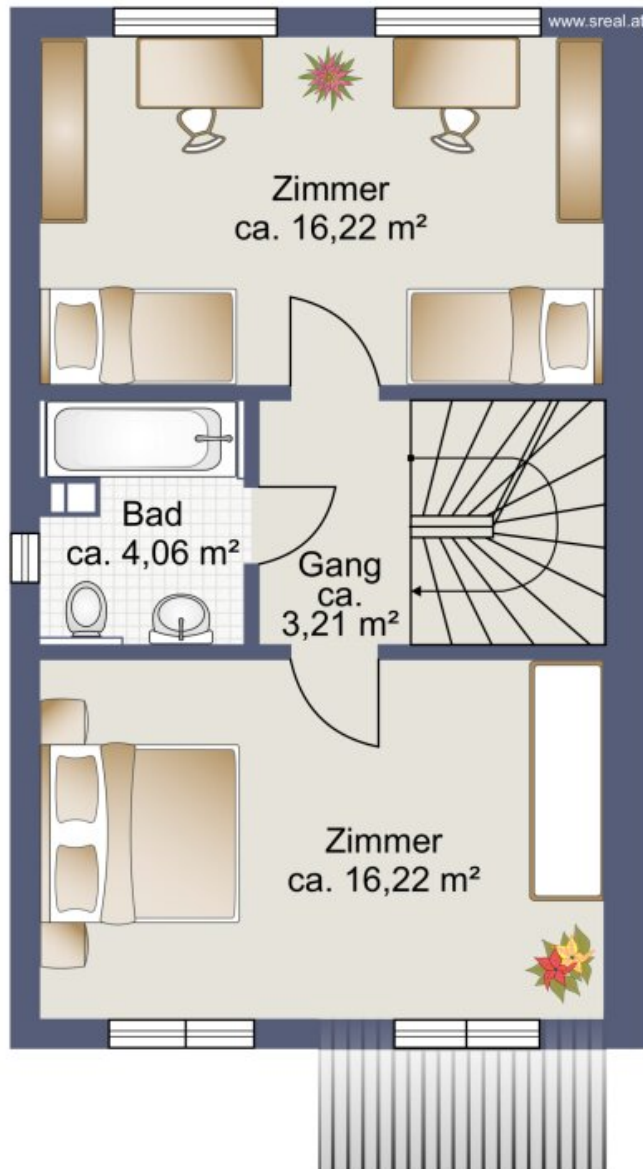 www.sreal.at
Zimmer
ca. 16,22 m²
Bad
ca. 4,06 m²
Gang
ca.
3,21 m²
Zimmer
ca. 16,22 m²